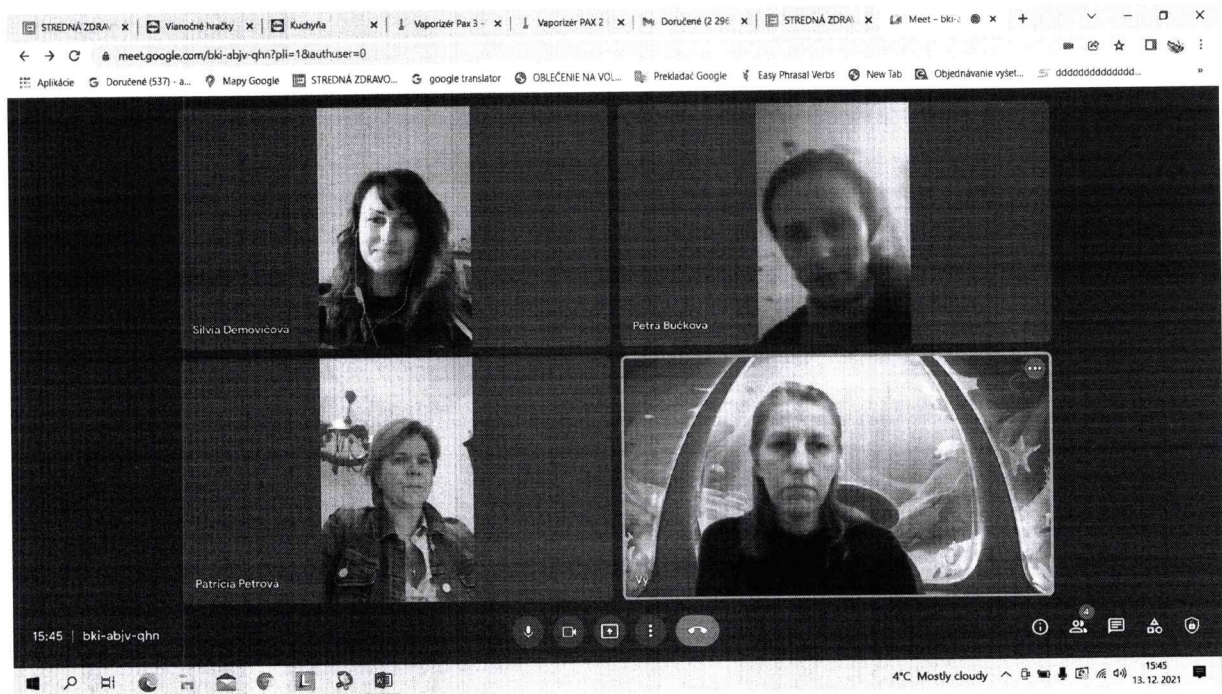 STREDNÁ ZDRAV
Vianočné hračky
Kuchyňa
Vaporizér Pax 3 -
Vaporizér PAX 2
Doručené (2 29
STREDNÁ ZDRAV
Meet – bki-a
meet.google.com/bki-abjv-qhn?pli=1&authuser=0
Aplikácie
Doručené (537) - a...
Mapy Google
STREDNÁ ZDRAVO...
google translator
OBLEČENIE NA VOL...
Prekladač Google
Easy Phrasal Verbs
New Tab
Objednávanie vyšet...
dddddddddddddd...
Silvia Demovičová
Petra Bučková
Patricia Petrová
Vy
15:45 | bki-abjv-qhn
4
4°C Mostly cloudy
15:45
13. 12. 2021